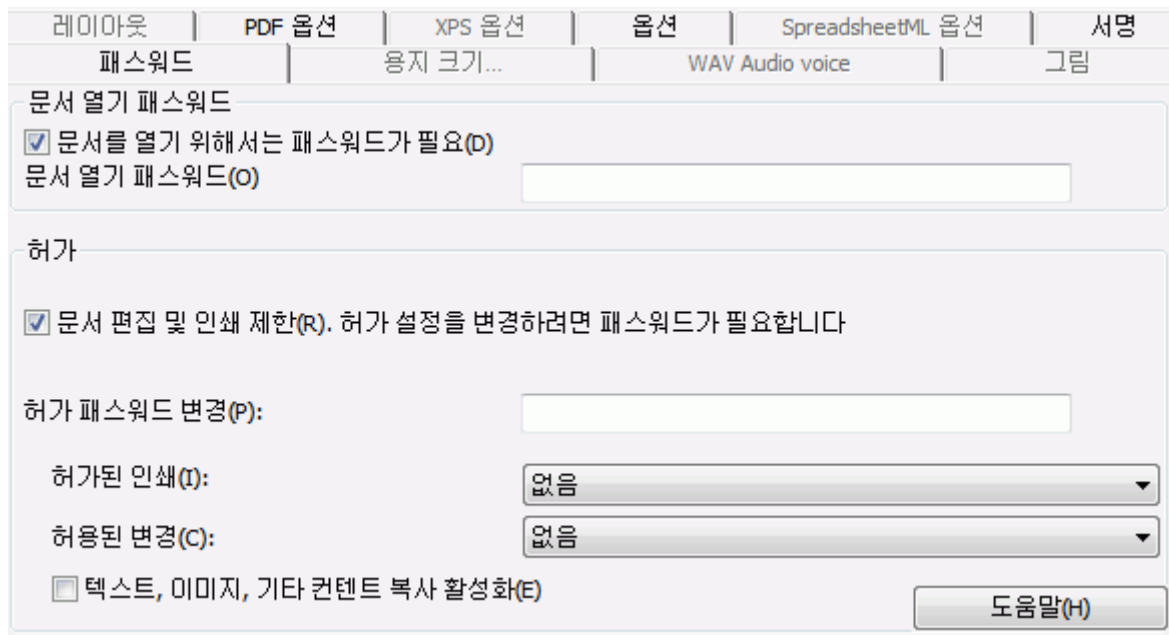 레이아웃 PDF 옵션 XPS 옵션 옵션 SpreadsheetML 옵션 서명
패스워드 용지 크기... WAV Audio voice 그림
문서 열기 패스워드
문서를 열기 위해서는 패스워드가 필요(D)
문서 열기 패스워드(O)
허가
문서 편집 및 인쇄 제한(R). 허가 설정을 변경하려면 패스워드가 필요합니다
허가 패스워드 변경(P):
허가된 인쇄(I): 없음
허용된 변경(C): 없음
텍스트, 이미지, 기타 컨텐트 복사 활성화(E)
도움말(H)